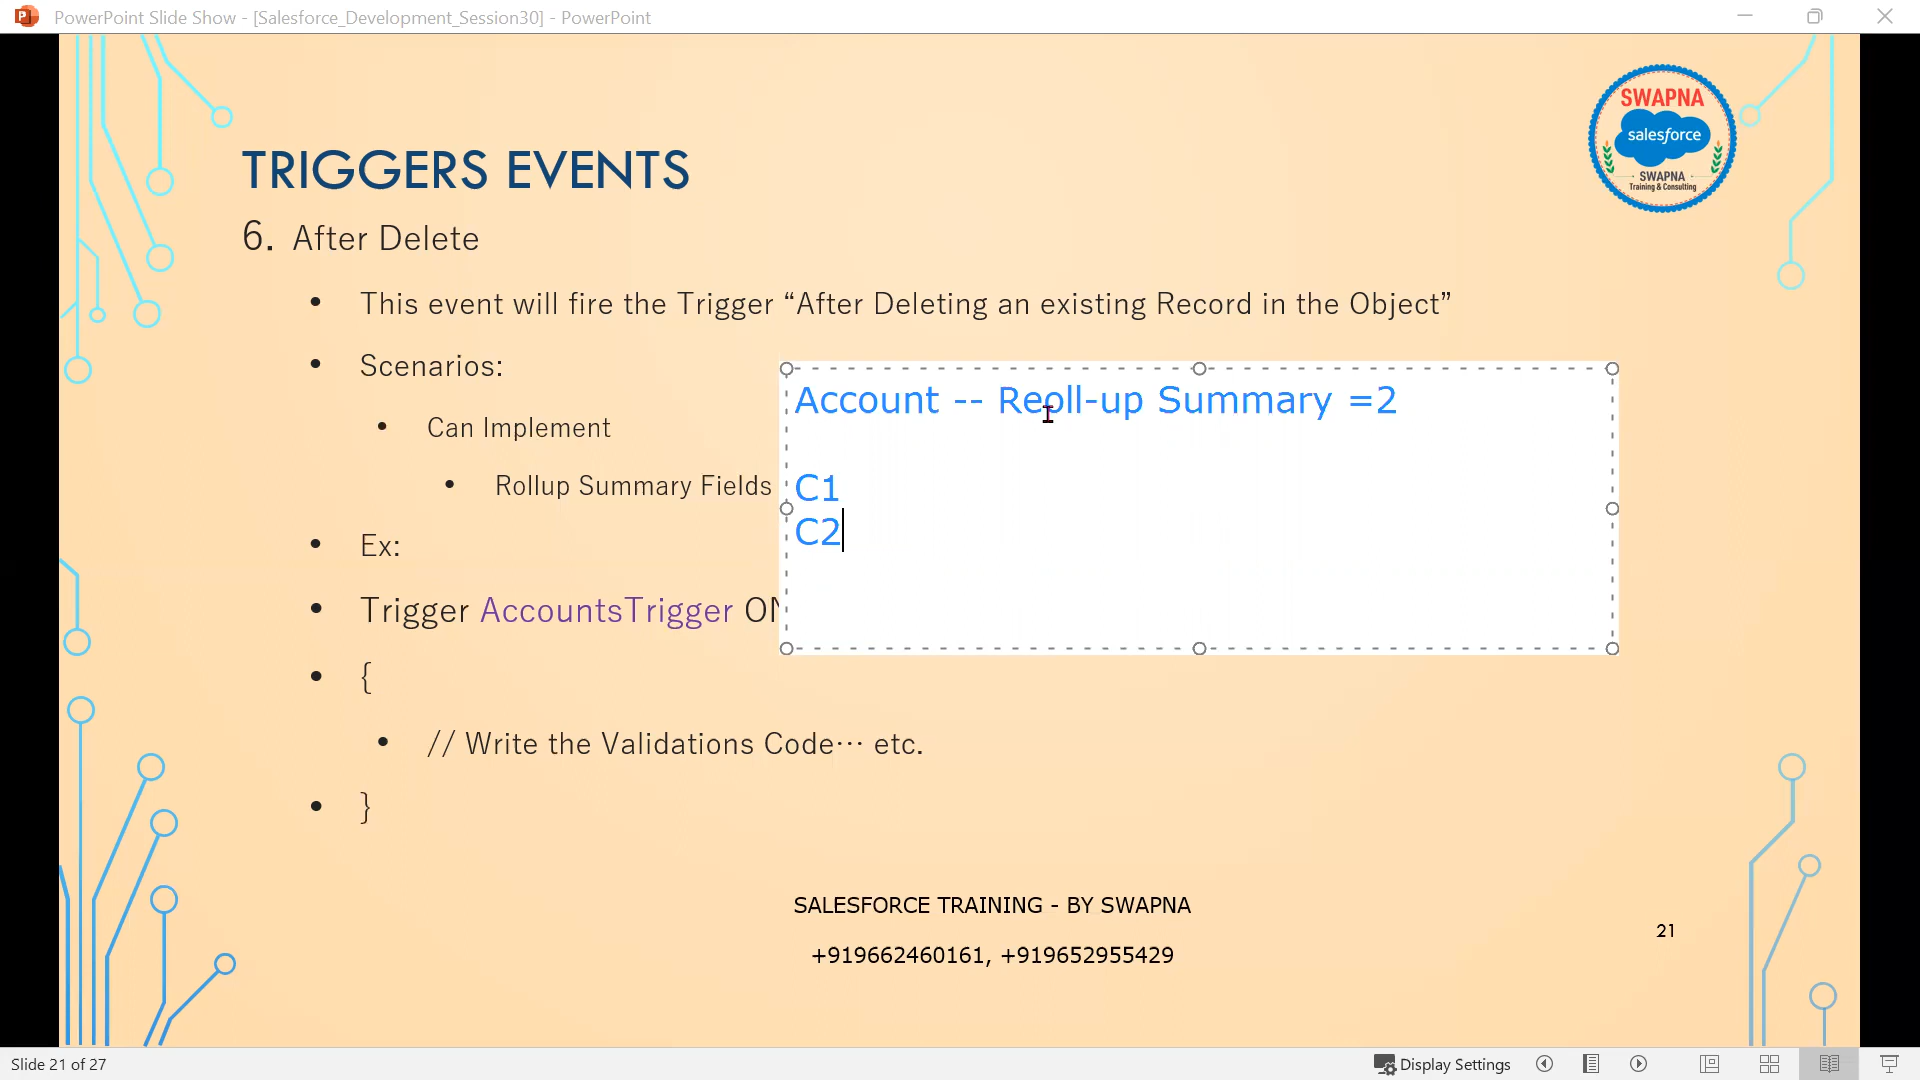 PowerPoint Slide Show - [Salesforce_Development_Session30] - PowerPoint
SWAPNA
salesforce
- SWAPNA -
Training & Consulting
TRIGGERS EVENTS
6. After Delete
• This event will fire the Trigger “After Deleting an existing Record in the Object”
• Scenarios:
• Can Implement
• Rollup Summary Fields
Account -- Reoll-up Summary =2
C1
C2
• Ex:
• Trigger AccountsTrigger ON
• {
• // Write the Validations Code… etc.
• }
SALESFORCE TRAINING - BY SWAPNA
+919662460161, +919652955429
21
Slide 21 of 27
Display Settings